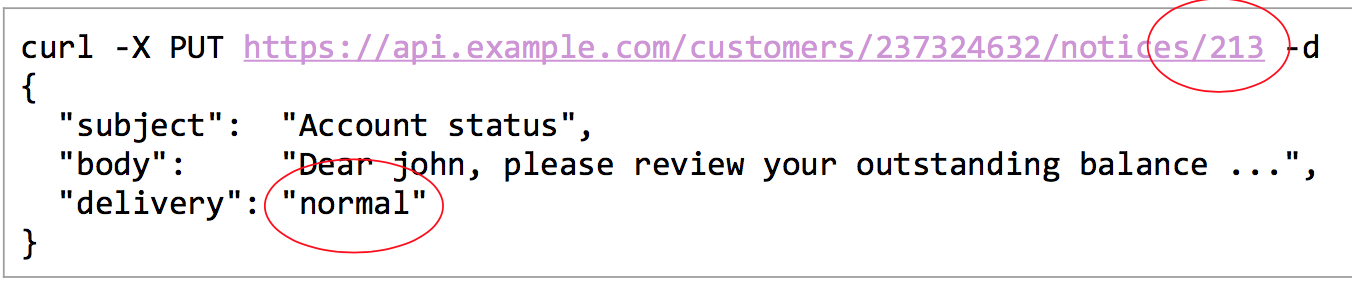 curl -X PUT https://api.example.com/customers/237324632/notices/213 -d
{
  "subject":  "Account status",
  "body":     "Dear john, please review your outstanding balance ...",
  "delivery": "normal"
}